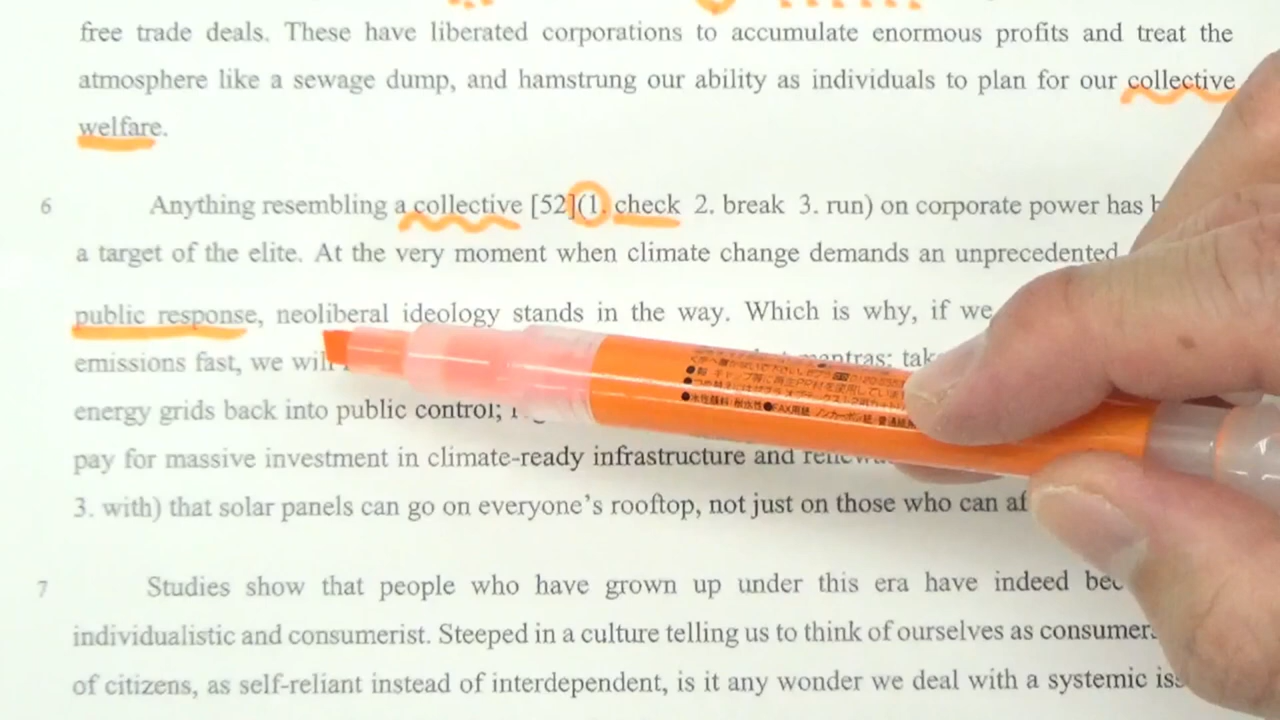 free trade deals. These have liberated corporations to accumulate enormous profits and treat the
atmosphere like a sewage dump, and hamstrung our ability as individuals to plan for our collective
welfare.
6 Anything resembling a collective [52](1. check 2. break 3. run) on corporate power has
a target of the elite. At the very moment when climate change demands an unprecedented
public response, neoliberal ideology stands in the way. Which is why, if we
emissions fast, we will
energy grids back into public control;
pay for massive investment in climate-ready infrastructure and
3. with) that solar panels can go on everyone's rooftop, not just on those who can
7 Studies show that people who have grown up under this era have indeed
individualistic and consumerist. Steeped in a culture telling us to think of ourselves as
of citizens, as self-reliant instead of interdependent, is it any wonder we deal with a systemic